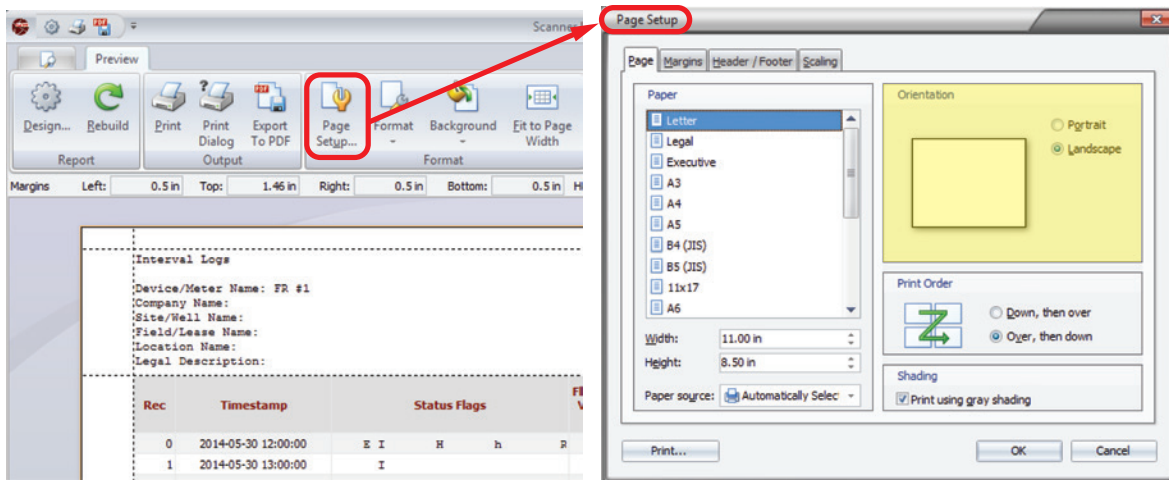 Scanner
Preview
Design... Rebuild Print Print Dialog Export To PDF Page Setup... Format Background Fit to Page Width
Report Output Format
Margins Left: 0.5 in Top: 1.46 in Right: 0.5 in Bottom: 0.5 in
Interval Logs
Device/Meter Name: FR #1
Company Name:
Site/Well Name:
Field/Lease Name:
Location Name:
Legal Description:
Rec Timestamp Status Flags
0 2014-05-30 12:00:00 E I H h R
1 2014-05-30 13:00:00 I
Page Setup
Page Margins Header / Footer Scaling
Paper
Letter
Legal
Executive
A3
A4
A5
B4 (JIS)
B5 (JIS)
11x17
A6
Width: 11.00 in
Height: 8.50 in
Paper source: Automatically Selec
Orientation
Portrait
Landscape
Print Order
Down, then over
Over, then down
Shading
Print using gray shading
Print... OK Cancel